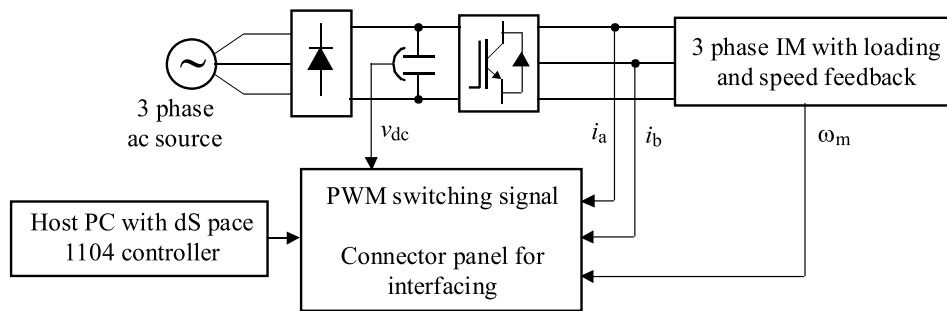 3 phase
ac source
v_dc
i_a
i_b
3 phase IM with loading
and speed feedback
ω_m
Host PC with dS pace
1104 controller
PWM switching signal
Connector panel for
interfacing